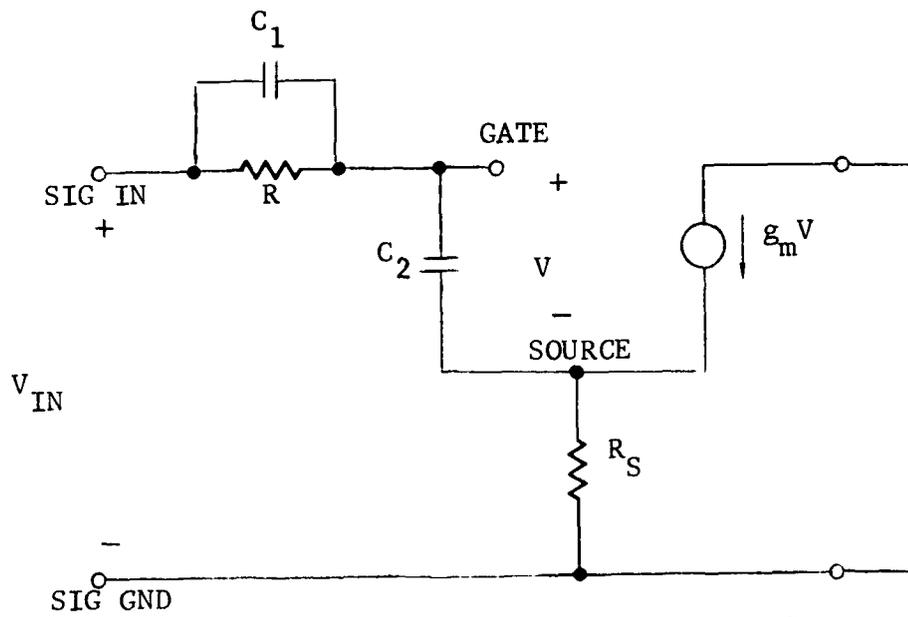 C1
GATE
SIG IN
R
+
+
gmV
C2
V
−
SOURCE
VIN
RS
−
SIG GND